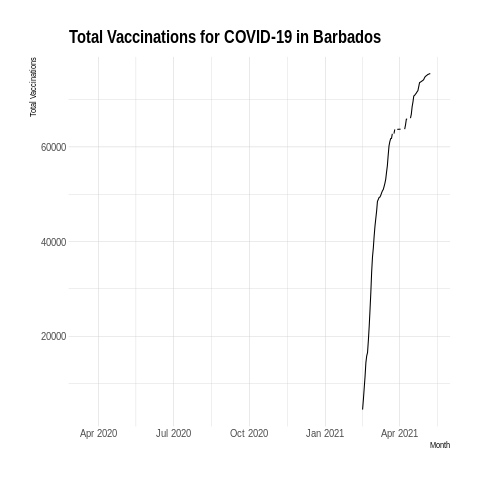 Total Vaccinations for COVID-19 in Barbados
Total Vaccinations
60000
40000
20000
Apr 2020 Jul 2020 Oct 2020 Jan 2021 Apr 2021
Month